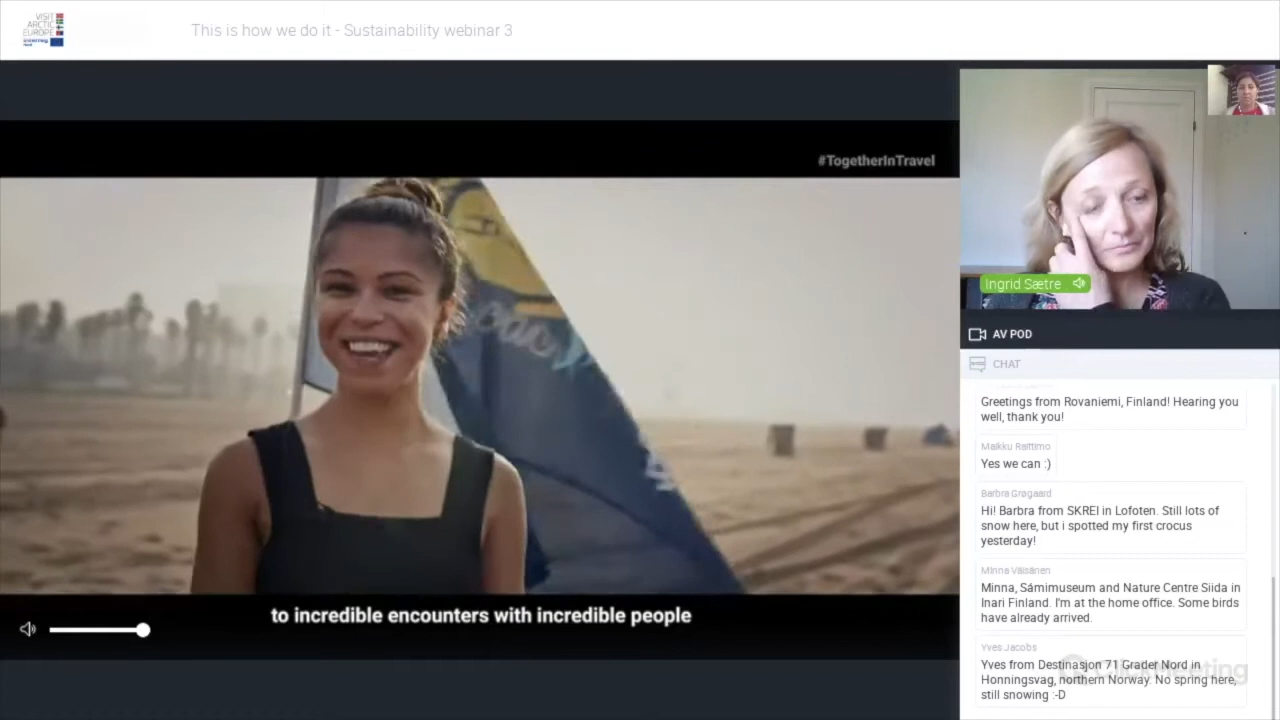 VISIT
ARCTIC
EUROPE
This is how we do it - Sustainability webinar 3
#TogetherInTravel
to incredible encounters with incredible people
Ingrid Sætre
AV POD
CHAT
Greetings from Rovaniemi, Finland! Hearing you
well, thank you!
Maikku Raittimo
Yes we can :)
Barbra Grøgaard
Hi! Barbra from SKREI in Lofoten. Still lots of
snow here, but i spotted my first crocus
yesterday!
Minna Väisänen
Minna, Sámimuseum and Nature Centre Siida in
Inari Finland. I'm at the home office. Some birds
have already arrived.
Yves Jacobs
Yves from Destinasjon 71 Grader Nord in
Honningsvag, northern Norway. No spring here,
still snowing :-D
ClickMeeting